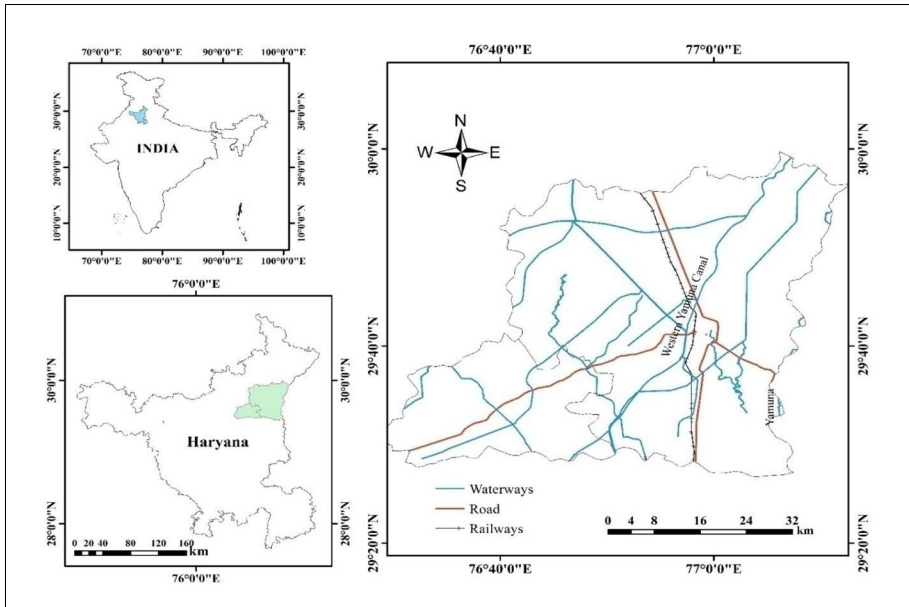 70°0'0"E 80°0'0"E 90°0'0"E 100°0'0"E
30°0'0"N
20°0'0"N
10°0'0"N
30°0'0"N
20°0'0"N
10°0'0"N
INDIA
70°0'0"E 80°0'0"E 90°0'0"E 100°0'0"E
76°0'0"E
30°0'0"N
28°0'0"N
30°0'0"N
28°0'0"N
Haryana
0 20 40 80 120 160 km
76°0'0"E
76°40'0"E 77°0'0"E
N
W E
S
30°0'0"N
29°40'0"N
29°20'0"N
30°0'0"N
29°40'0"N
29°20'0"N
Western Yamuna Canal
Yamuna
Waterways
Road
Railways
0 4 8 16 24 32 km
76°40'0"E 77°0'0"E